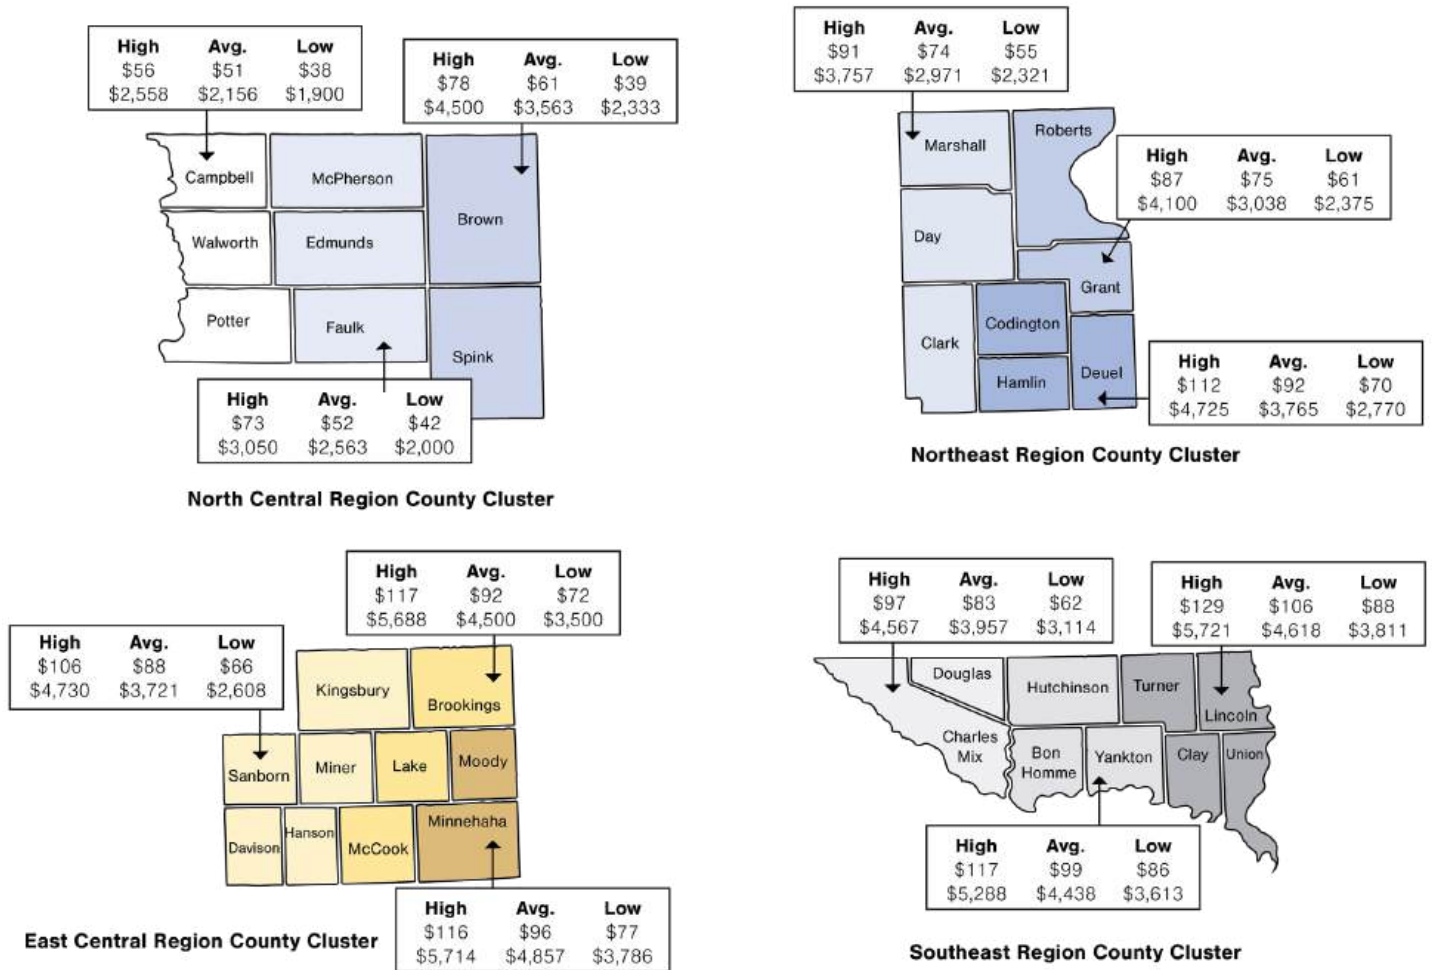 High Avg. Low
$56 $51 $38
$2,558 $2,156 $1,900
High Avg. Low
$78 $61 $39
$4,500 $3,563 $2,333
Campbell McPherson
Brown
Walworth Edmunds
Potter Faulk
Spink
High Avg. Low
$73 $52 $42
$3,050 $2,563 $2,000
North Central Region County Cluster
High Avg. Low
$91 $74 $55
$3,757 $2,971 $2,321
Roberts
Marshall
High Avg. Low
$87 $75 $61
$4,100 $3,038 $2,375
Day
Grant
Codington
Clark
Hamlin Deuel
High Avg. Low
$112 $92 $70
$4,725 $3,765 $2,770
Northeast Region County Cluster
High Avg. Low
$117 $92 $72
$5,688 $4,500 $3,500
High Avg. Low
$106 $88 $66
$4,730 $3,721 $2,608
Kingsbury
Brookings
Sanborn Miner Lake Moody
Minnehaha
Davison Hanson McCook
High Avg. Low
$116 $96 $77
$5,714 $4,857 $3,786
East Central Region County Cluster
High Avg. Low
$97 $83 $62
$4,567 $3,957 $3,114
High Avg. Low
$129 $106 $88
$5,721 $4,618 $3,811
Douglas Hutchinson Turner
Lincoln
Charles
Mix
Bon
Homme
Yankton Clay Union
High Avg. Low
$117 $99 $86
$5,288 $4,438 $3,613
Southeast Region County Cluster